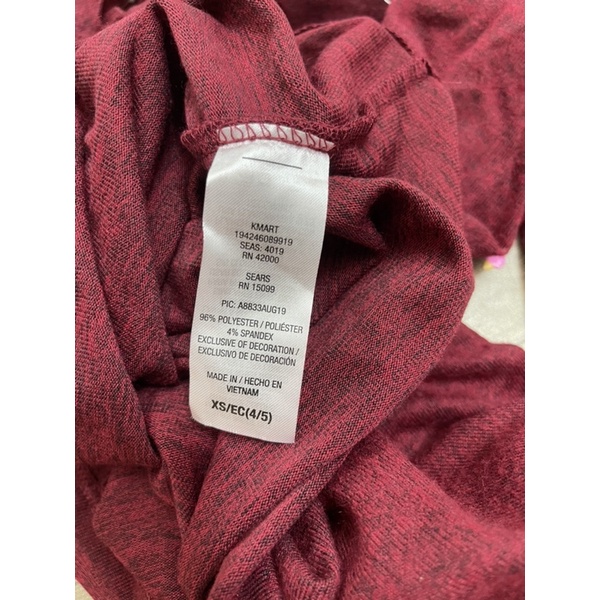 KMART
194246089919
SEAS: 4019
RN 42000
SEARS
RN 15099
PIC: A8833AUG19
96% POLYESTER / POLIÉSTER
4% SPANDEX
EXCLUSIVE OF DECORATION /
EXCLUSIVO DE DECORACIÓN
MADE IN / HECHO EN
VIETNAM
XS/EC(4/5)